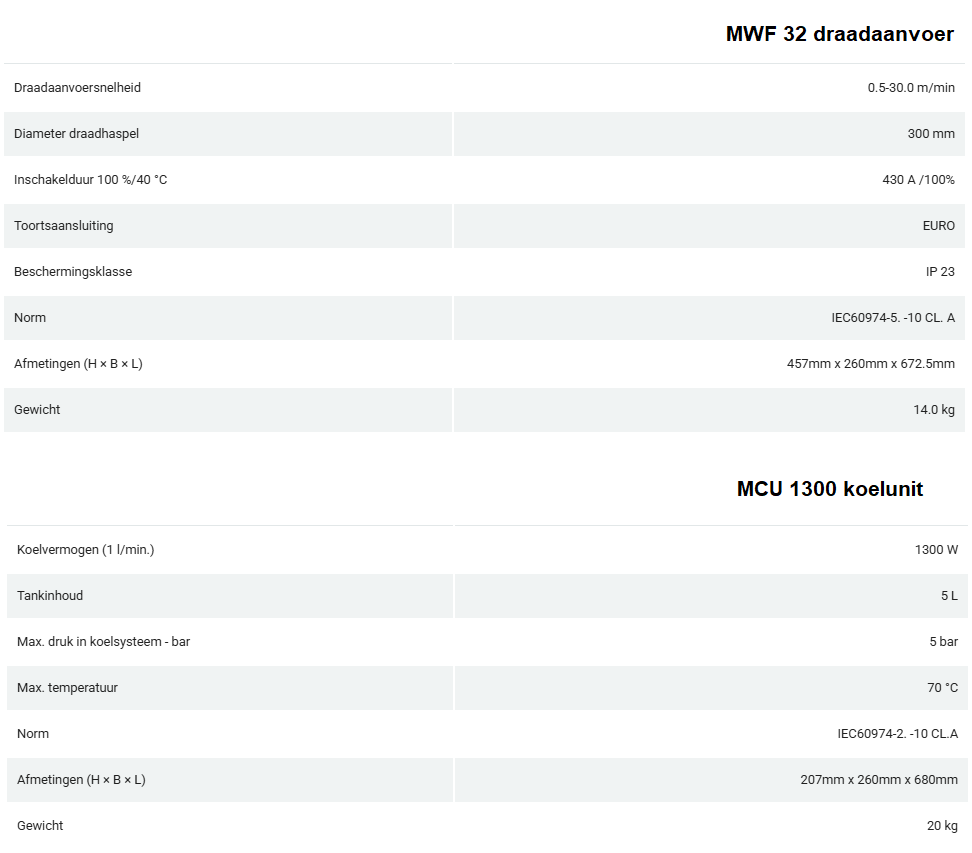 MWF 32 draadaanvoer
Draadaanvoersnelheid 0.5-30.0 m/min
Diameter draadhaspel 300 mm
Inschakelduur 100 %/40 °C 430 A /100%
Toortsaansluiting EURO
Beschermingsklasse IP 23
Norm IEC60974-5. -10 CL. A
Afmetingen (H × B × L) 457mm x 260mm x 672.5mm
Gewicht 14.0 kg
MCU 1300 koelunit
Koelvermogen (1 l/min.) 1300 W
Tankinhoud 5 L
Max. druk in koelsysteem - bar 5 bar
Max. temperatuur 70 °C
Norm IEC60974-2. -10 CL.A
Afmetingen (H × B × L) 207mm x 260mm x 680mm
Gewicht 20 kg